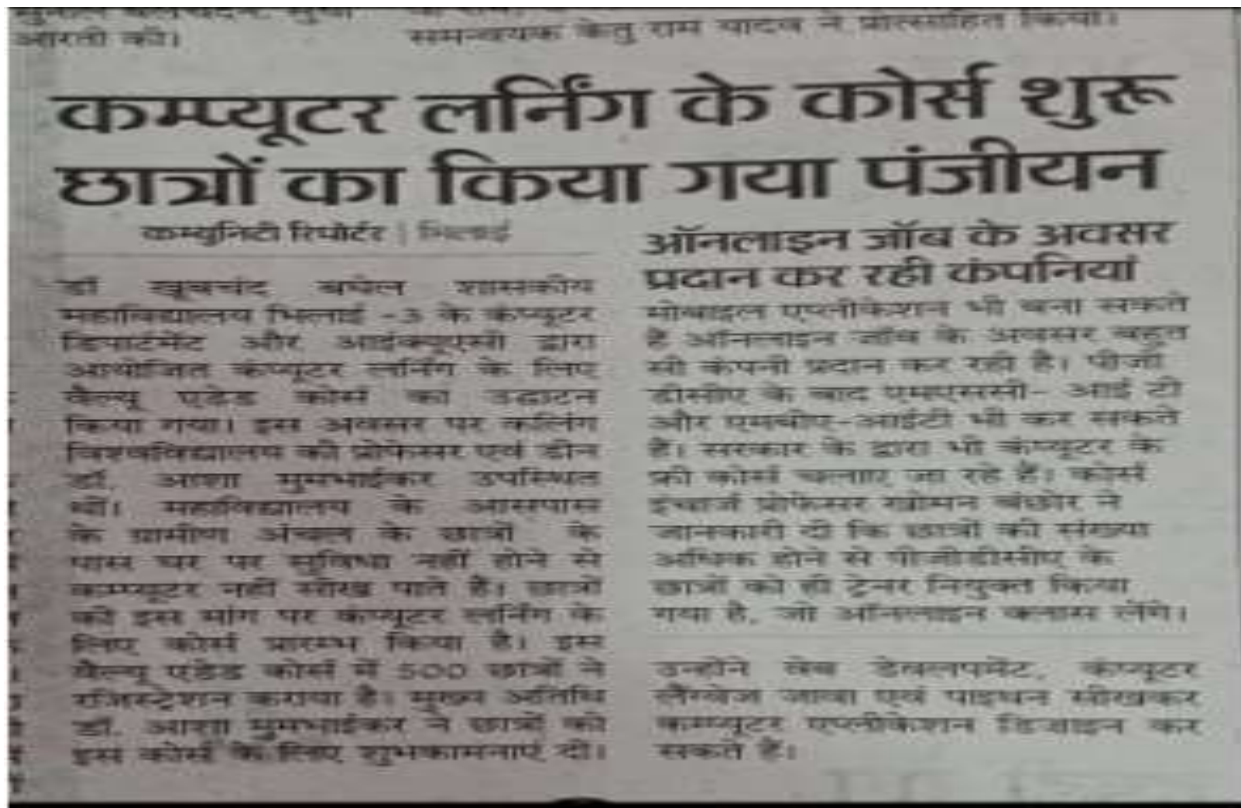 आरती की।
समन्वयक केतु राम यादव ने प्रोत्साहित किया।
कम्प्यूटर लर्निंग के कोर्स शुरू
छात्रों का किया गया पंजीयन
कम्युनिटी रिपोर्टर | भिलाई
डॉ खूबचंद बघेल शासकीय
महाविद्यालय भिलाई -3 के कंप्यूटर
डिपार्टमेंट और आईक्यूएसी द्वारा
आयोजित कंप्यूटर लर्निंग के लिए
वैल्यू एडेड कोर्स का उद्घाटन
किया गया। इस अवसर पर कलिंग
विश्वविद्यालय की प्रोफेसर एवं डीन
डॉ. आशा मुमभाईकर उपस्थित
थीं। महाविद्यालय के आसपास
के ग्रामीण अंचल के छात्रों के
पास घर पर सुविधा नहीं होने से
कम्प्यूटर नहीं सीख पाते हैं। छात्रों
की इस मांग पर कंप्यूटर लर्निंग के
लिए कोर्स प्रारम्भ किया है। इस
वैल्यू एडेड कोर्स में 500 छात्रों ने
रजिस्ट्रेशन कराया है। मुख्य अतिथि
डॉ. आशा मुमभाईकर ने छात्रों को
इस कोर्स के लिए शुभकामनाएं दी।
ऑनलाइन जॉब के अवसर
प्रदान कर रही कंपनियां
मोबाइल एप्लीकेशन भी बना सकते
है ऑनलाइन जॉब के अवसर बहुत
सी कंपनी प्रदान कर रही है। पीजी
डीसीए के बाद एमएससी- आई टी
और एमबीए-आईटी भी कर सकते
है। सरकार के द्वारा भी कंप्यूटर के
फ्री कोर्स चलाए जा रहे हैं। कोर्स
इंचार्ज प्रोफेसर खोमन बंछोर ने
जानकारी दी कि छात्रों की संख्या
अधिक होने से पीजीडीसीए के
छात्रों को ही ट्रेनर नियुक्त किया
गया है, जो ऑनलाइन क्लास लेंगे।
उन्होने वेब डेवलपमेंट, कंप्यूटर
लैंग्वेज जावा एवं पाइथन सीखकर
कम्प्यूटर एप्लीकेशन डिजाइन कर
सकते है।